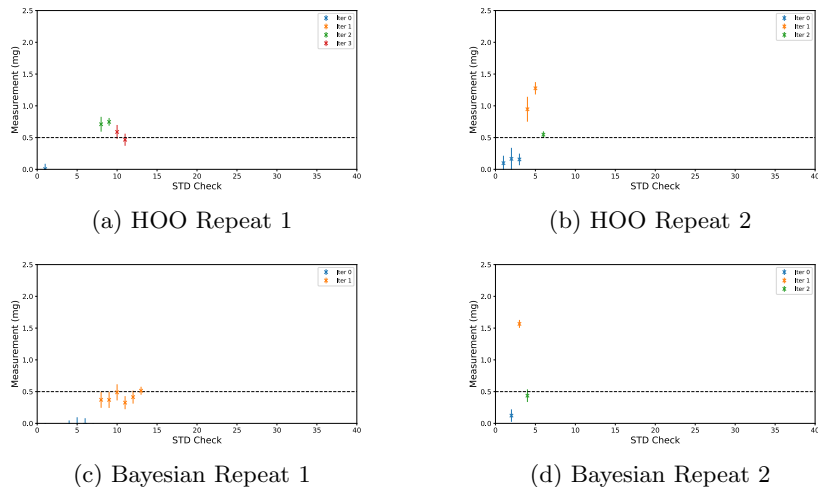 2.5
2.0
1.5
1.0
0.5
0.0
Measurement (mg)
Iter 0
Iter 1
Iter 2
Iter 3
0 5 10 15 20 25 30 35 40
STD Check
(a) HOO Repeat 1
2.5
2.0
1.5
1.0
0.5
0.0
Measurement (mg)
Iter 0
Iter 1
Iter 2
0 5 10 15 20 25 30 35 40
STD Check
(b) HOO Repeat 2
2.5
2.0
1.5
1.0
0.5
0.0
Measurement (mg)
Iter 0
Iter 1
0 5 10 15 20 25 30 35 40
STD Check
(c) Bayesian Repeat 1
2.5
2.0
1.5
1.0
0.5
0.0
Measurement (mg)
Iter 0
Iter 1
Iter 2
0 5 10 15 20 25 30 35 40
STD Check
(d) Bayesian Repeat 2